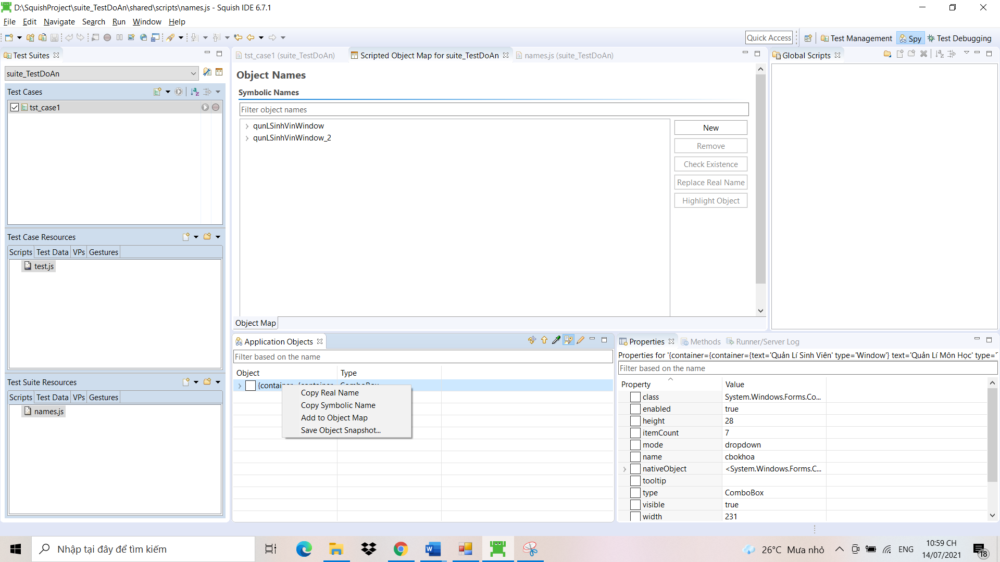 D:\SquishProject\suite_TestDoAn\shared\scripts\names.js - Squish IDE 6.7.1
File Edit Navigate Search Run Window Help
Quick Access
Test Management
Spy
Test Debugging
Test Suites
suite_TestDoAn
Test Cases
tst_case1
Test Case Resources
Scripts Test Data VPs Gestures
test.js
Test Suite Resources
Scripts Test Data VPs Gestures
names.js
tst_case1 (suite_TestDoAn)
Scripted Object Map for suite_TestDoAn
names.js (suite_TestDoAn)
Object Names
Symbolic Names
Filter object names
qunLSinhVinWindow
qunLSinhVinWindow_2
New
Remove
Check Existence
Replace Real Name
Highlight Object
Object Map
Global Scripts
Application Objects
Filter based on the name
Object Type
Copy Real Name
Copy Symbolic Name
Add to Object Map
Save Object Snapshot...
Properties Methods Runner/Server Log
Properties for '{container={container={text='Quản Lí Sinh Viên' type='Window'} text='Quản Lí Môn Học' type='
Filter based on the name
Property Value
class System.Windows.Forms.Co...
enabled true
height 28
itemCount 7
mode dropdown
name cbokhoa
nativeObject <System.Windows.Forms.C...
tooltip
type ComboBox
visible true
width 231
Nhập tại đây để tìm kiếm
26°C Mưa nhỏ
ENG
10:59 CH
14/07/2021
18